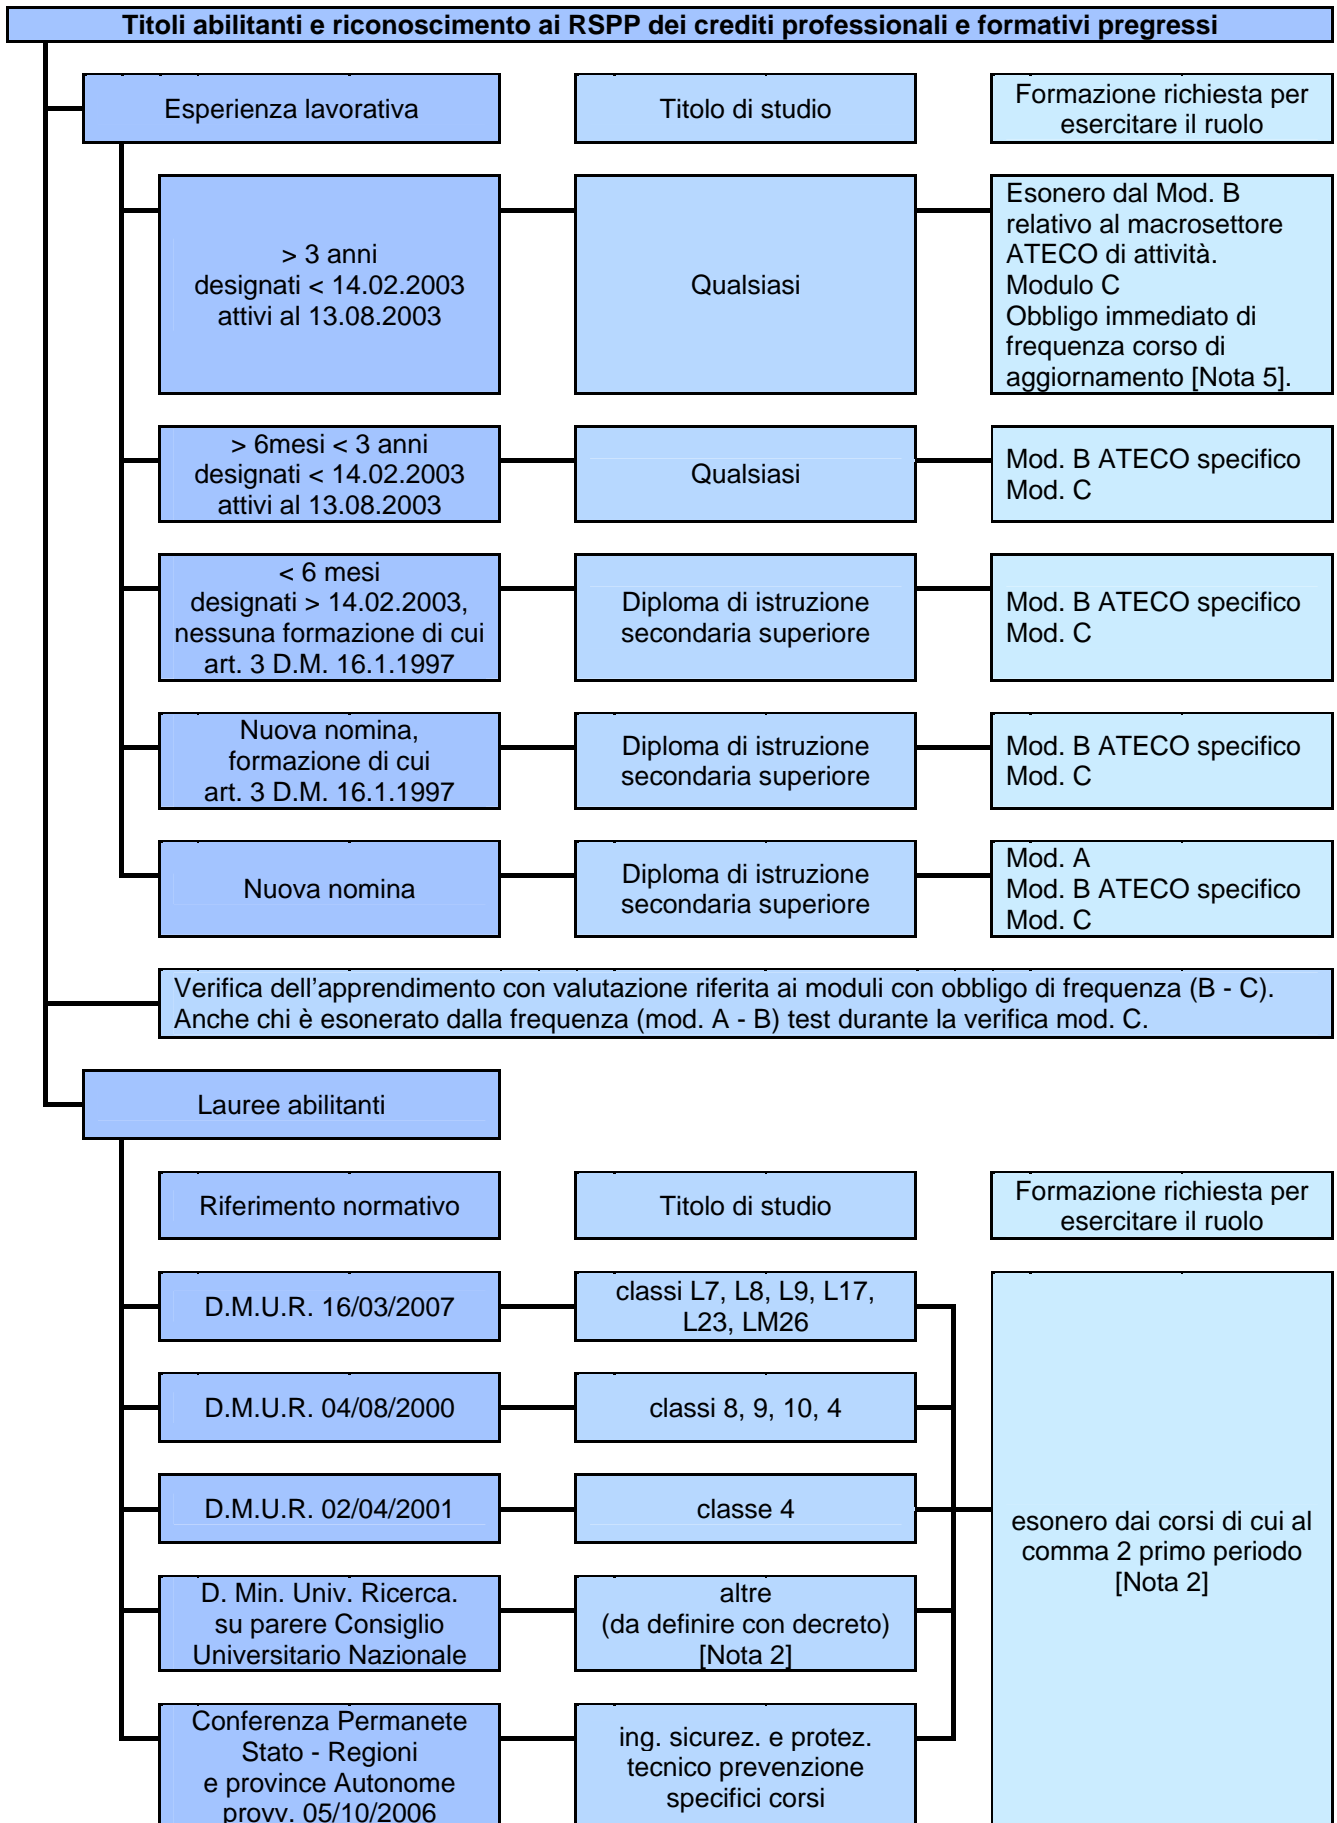 Titoli abilitanti e riconoscimento ai RSPP dei crediti professionali e formativi pregressi
Esperienza lavorativa
Titolo di studio
Formazione richiesta per
esercitare il ruolo
> 3 anni
designati < 14.02.2003
attivi al 13.08.2003
Qualsiasi
Esonero dal Mod. B
relativo al macrosettore
ATECO di attività.
Modulo C
Obbligo immediato di
frequenza corso di
aggiornamento [Nota 5].
> 6mesi < 3 anni
designati < 14.02.2003
attivi al 13.08.2003
Qualsiasi
Mod. B ATECO specifico
Mod. C
< 6 mesi
designati > 14.02.2003,
nessuna formazione di cui
art. 3 D.M. 16.1.1997
Diploma di istruzione
secondaria superiore
Mod. B ATECO specifico
Mod. C
Nuova nomina,
formazione di cui
art. 3 D.M. 16.1.1997
Diploma di istruzione
secondaria superiore
Mod. B ATECO specifico
Mod. C
Nuova nomina
Diploma di istruzione
secondaria superiore
Mod. A
Mod. B ATECO specifico
Mod. C
Verifica dell’apprendimento con valutazione riferita ai moduli con obbligo di frequenza (B - C).
Anche chi è esonerato dalla frequenza (mod. A - B) test durante la verifica mod. C.
Lauree abilitanti
Riferimento normativo
Titolo di studio
Formazione richiesta per
esercitare il ruolo
D.M.U.R. 16/03/2007
classi L7, L8, L9, L17,
L23, LM26
D.M.U.R. 04/08/2000
classi 8, 9, 10, 4
D.M.U.R. 02/04/2001
classe 4
esonero dai corsi di cui al
comma 2 primo periodo
[Nota 2]
D. Min. Univ. Ricerca.
su parere Consiglio
Universitario Nazionale
altre
(da definire con decreto)
[Nota 2]
Conferenza Permanete
Stato - Regioni
e province Autonome
provv. 05/10/2006
ing. sicurez. e protez.
tecnico prevenzione
specifici corsi